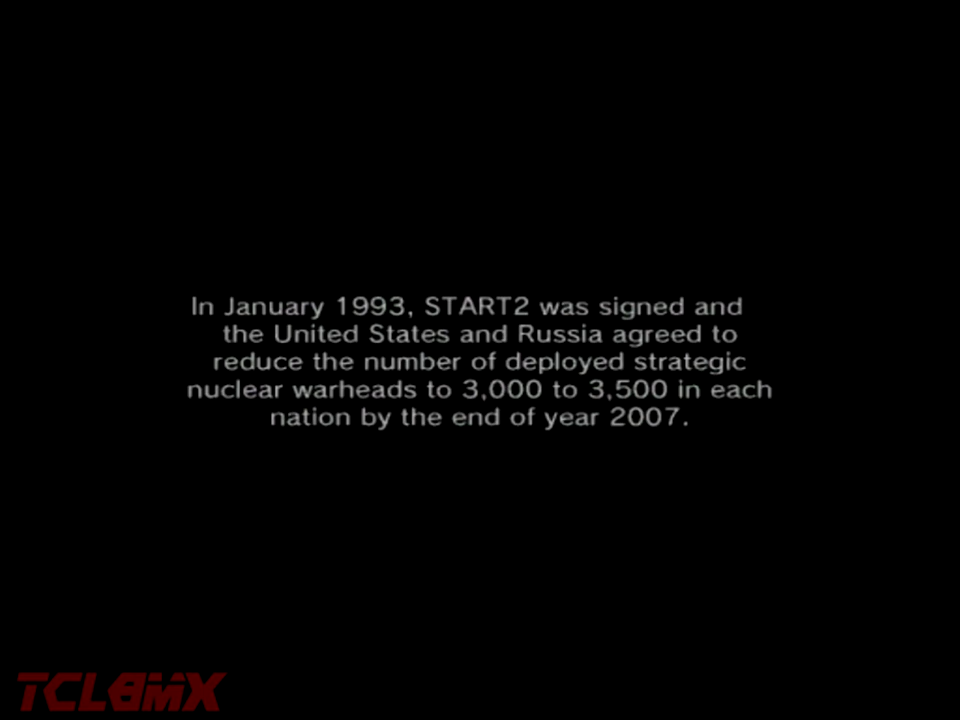 In January 1993, START2 was signed and
the United States and Russia agreed to
reduce the number of deployed strategic
nuclear warheads to 3,000 to 3,500 in each
nation by the end of year 2007.
TCL8MX